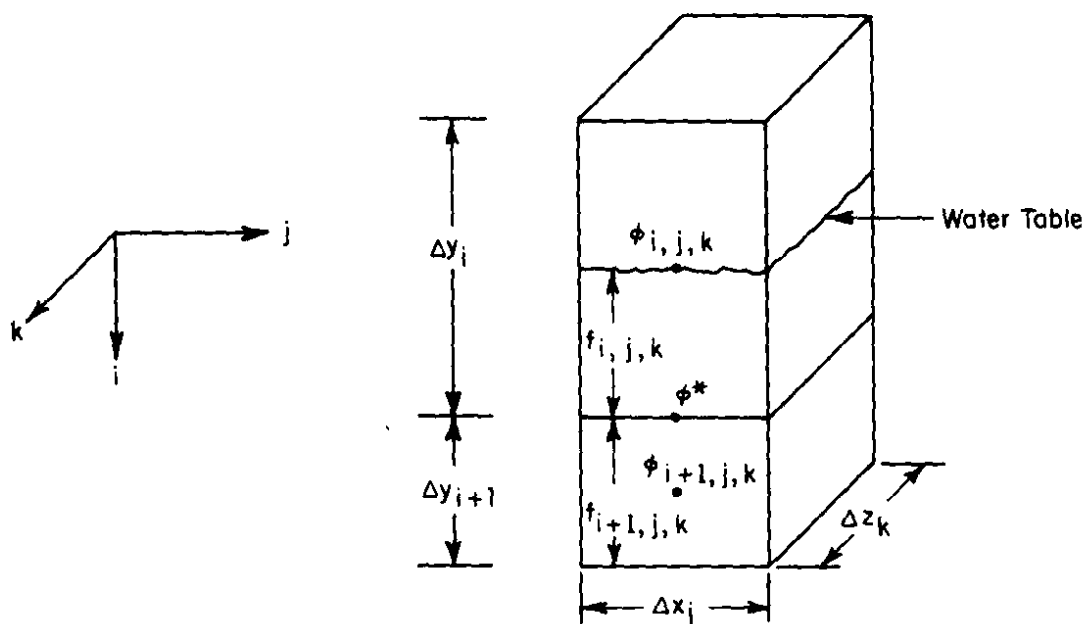 j
k
i
Δy_i
Δy_{i+1}
Water Table
ϕ_{i,j,k}
f_{i,j,k}
ϕ*
ϕ_{i+1,j,k}
f_{i+1,j,k}
Δz_k
Δx_j